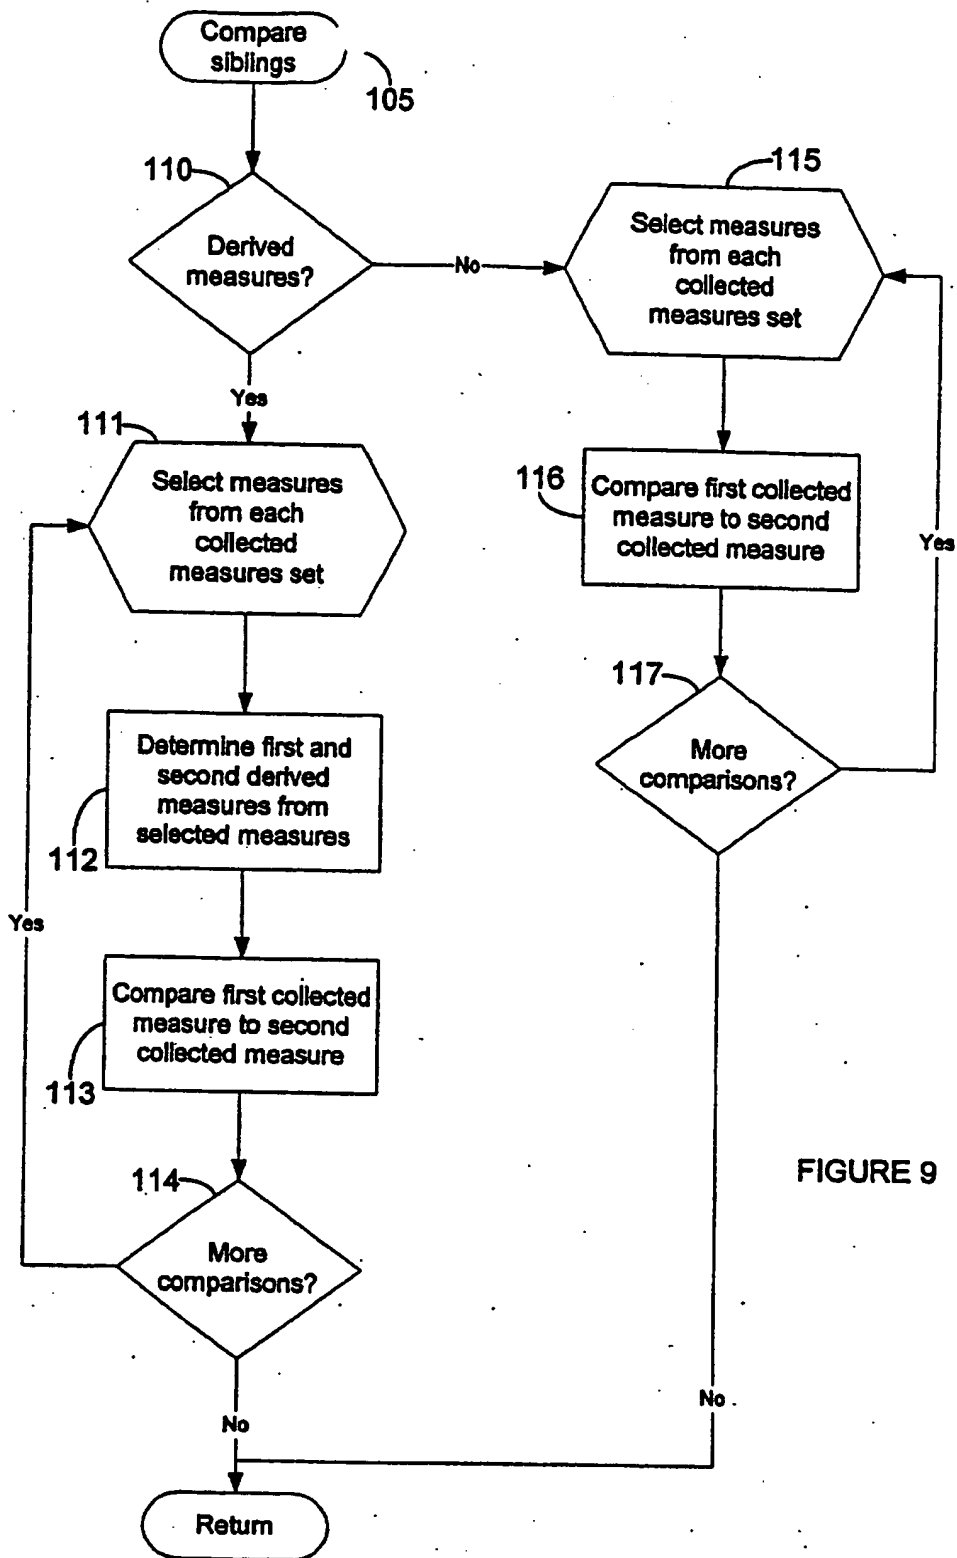 Compare
siblings
105
110
Derived
measures?
No
Yes
115
Select measures
from each
collected
measures set
111
Select measures
from each
collected
measures set
116
Compare first collected
measure to second
collected measure
Yes
117
More
comparisons?
Determine first and
second derived
measures from
selected measures
112
Yes
Compare first collected
measure to second
collected measure
113
114
More
comparisons?
FIGURE 9
No
No
Return